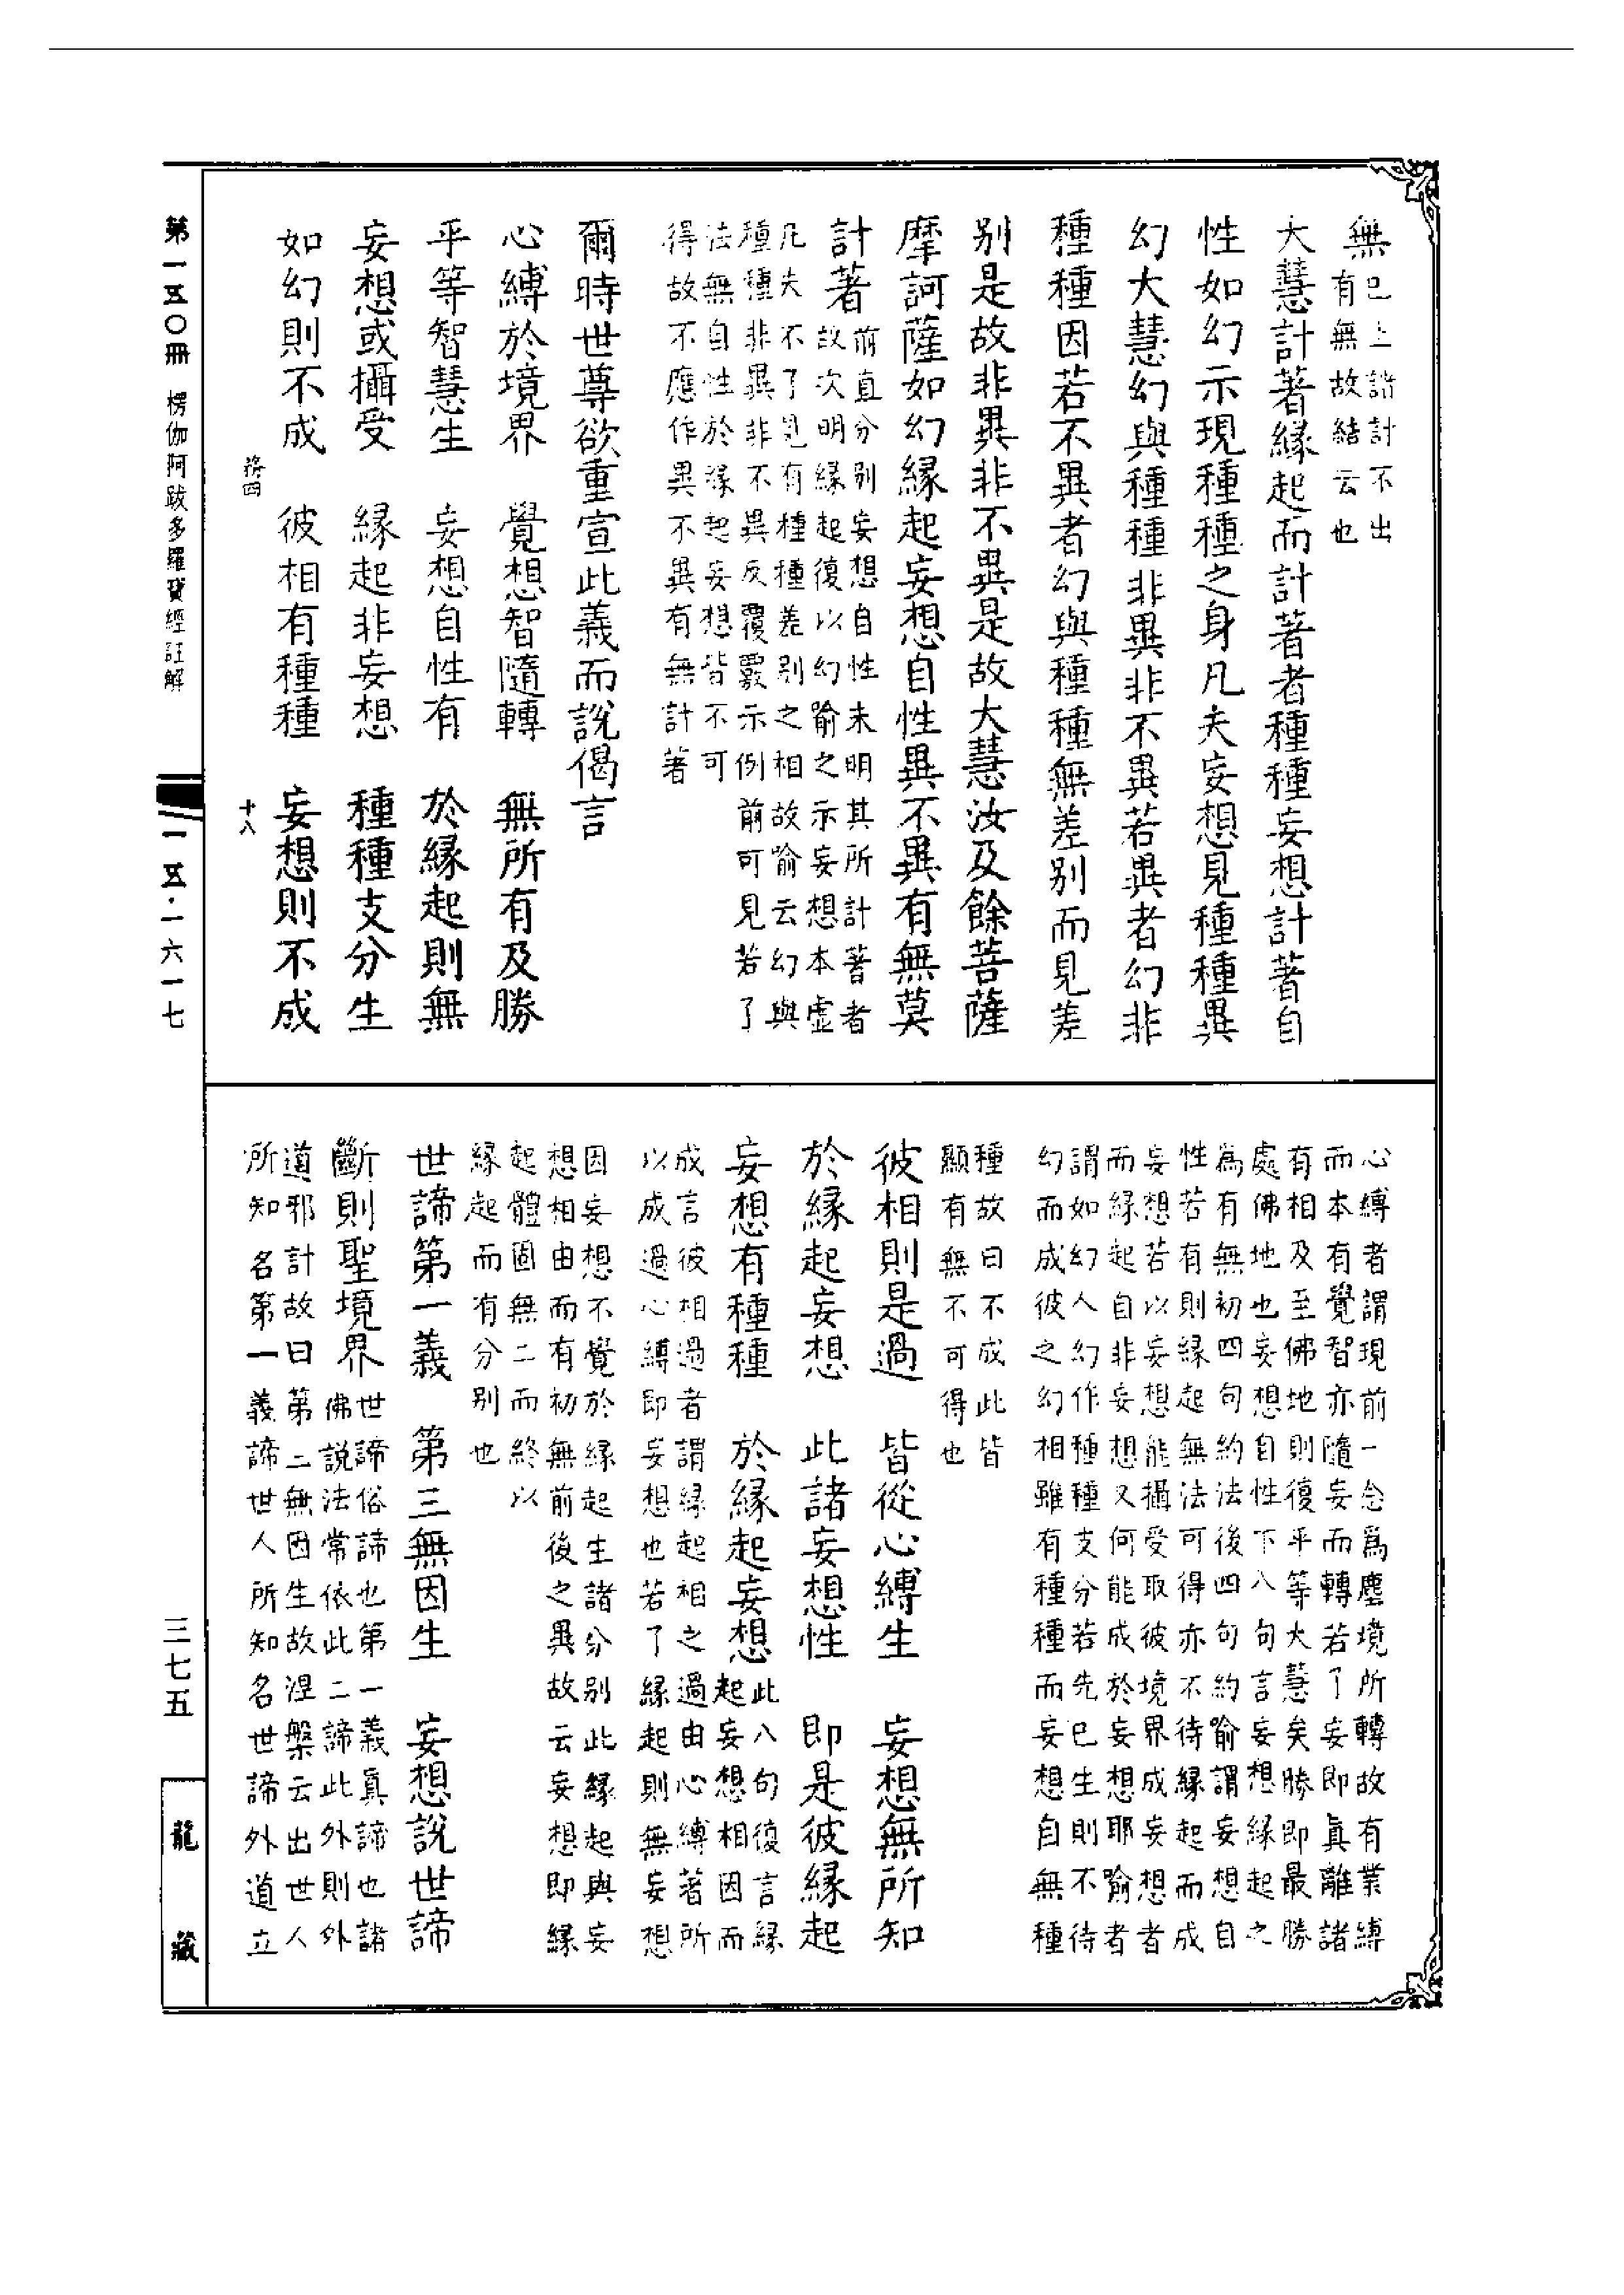 無
已上諸計不出
有無故結云也
大慧計著緣起而計著者種種妄想計著自
性如幻示現種種之身凡夫妄想見種種異
幻大慧幻與種種非異非不異若異者幻非
種種因若不異者幻與種種無差別而見差
別是故非異非不異是故大慧汝及餘菩薩
摩訶薩如幻緣起妄想自性異不異有無莫
計著
前直分別妄想自性未明其所計著者
故次明緣起復以幻喻之示妄想本虛
凡夫不了見有種種差別之相故喻云幻與
種種非異非不異反覆覈示例前可見若了
法無自性於緣起妄想皆不可
得故不應作異不異有無計著
爾時世尊欲重宣此義而說偈言
心縛於境界　覺想智隨轉　無所有及勝
平等智慧生　妄想自性有　於緣起則無
妄想或攝受　緣起非妄想　種種支分生
如幻則不成　彼相有種種　妄想則不成
務四　十八
第一五〇冊　楞伽阿跋多羅寶經註解　一五·一六一七
心縛者謂現前一念爲塵境所轉故有業縛
而本有覺智亦隨妄而轉若了妄即真離諸
有相及至佛地則復平等大慧矣勝即最勝
處佛地也妄想自性下八句言妄想緣起之
為有無初四句約法後四句約喻謂妄想自
性若有則緣起無法可得亦不待緣起而成
妄想若以妄想能攝受取彼境界成妄想者
而緣起自非妄想又何能成於妄想耶喻者
謂如幻人幻作種種支分若先已生則不待
幻而成彼之幻相雖有種種而妄想自無種
種故曰不成此皆
顯有無不可得也
彼相則是過　皆從心縛生　妄想無所知
於緣起妄想　此諸妄想性　即是彼緣起
妄想有種種　於緣起妄想
此八句復言緣
起妄想相因而
成言彼相過者謂緣起相之過由心縛著所
以成過心縛即妄想也若了緣起則無妄想
因妄想不覺於緣起生諸分別此緣起與妄
想相由而有初無前後之異故云妄想即緣
起體固無二而終以
緣起而有分別也
世諦第一義　第三無因生　妄想說世諦
斷則聖境界
世諦俗諦也第一義真諦也諸
佛說法常依此二諦此外則外
道邪計故曰第二無因生故涅槃云出世人
所知名第一義諦世人所知名世諦外道立
三七五　龍藏